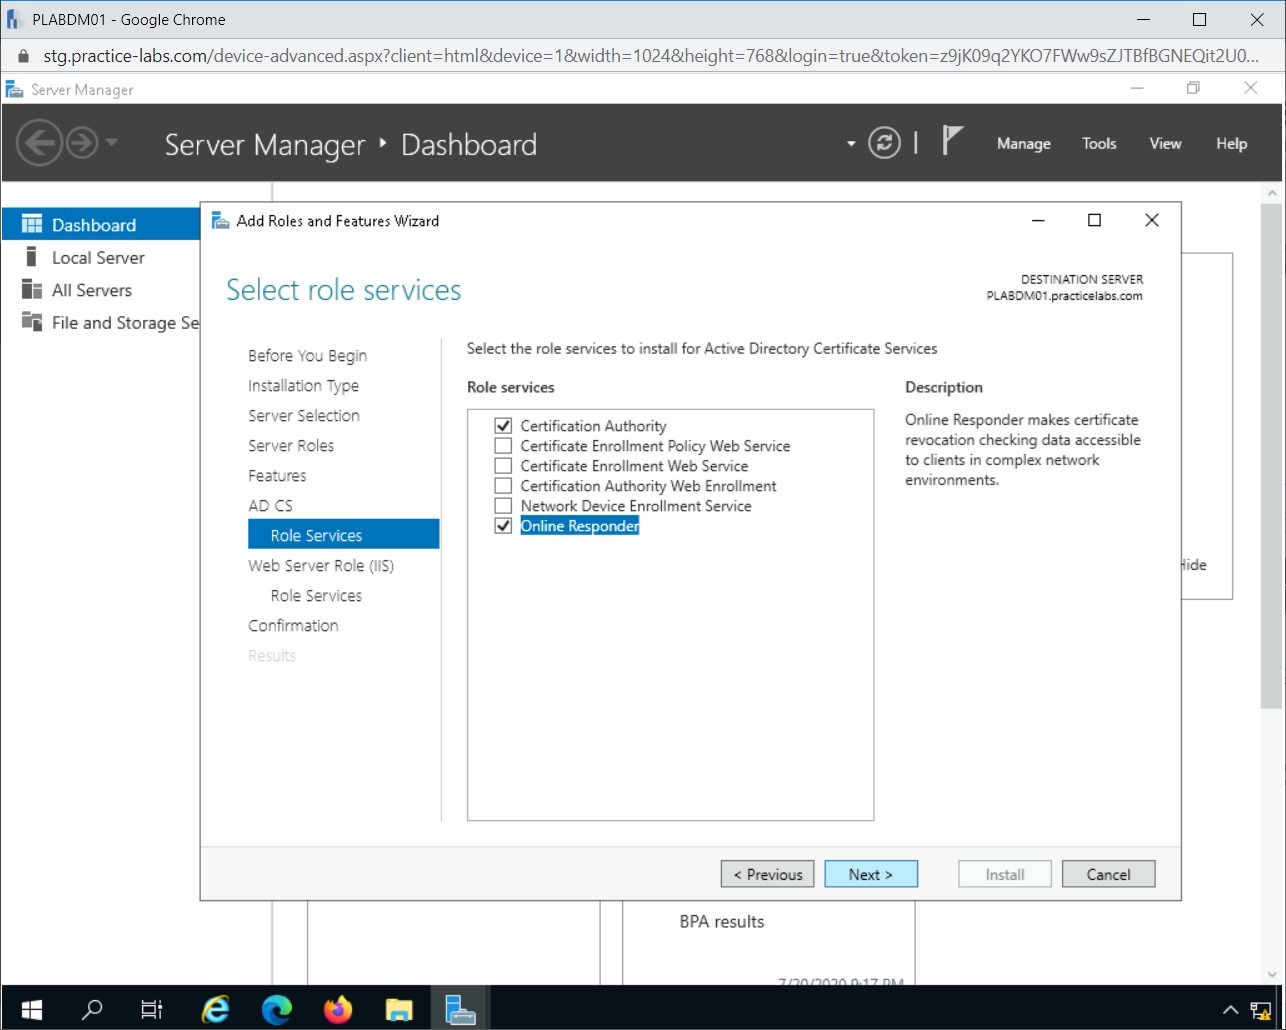 PLABDM01 - Google Chrome
stg.practice-labs.com/device-advanced.aspx?client=html&device=1&width=1024&height=768&login=true&token=z9jK09q2YKO7FWw9sZJTBfBGNEQit2U0...
Server Manager
Server Manager Dashboard
Manage Tools View Help
Dashboard
Local Server
All Servers
File and Storage Se
Add Roles and Features Wizard
Select role services
DESTINATION SERVER
PLABDM01.practicelabs.com
Before You Begin
Installation Type
Server Selection
Server Roles
Features
AD CS
Role Services
Web Server Role (IIS)
Role Services
Confirmation
Results
Select the role services to install for Active Directory Certificate Services
Role services
Certification Authority
Certificate Enrollment Policy Web Service
Certificate Enrollment Web Service
Certification Authority Web Enrollment
Network Device Enrollment Service
Online Responder
Description
Online Responder makes certificate
revocation checking data accessible
to clients in complex network
environments.
Hide
< Previous
Next >
Install
Cancel
BPA results
7/20/2020 9:17 PM